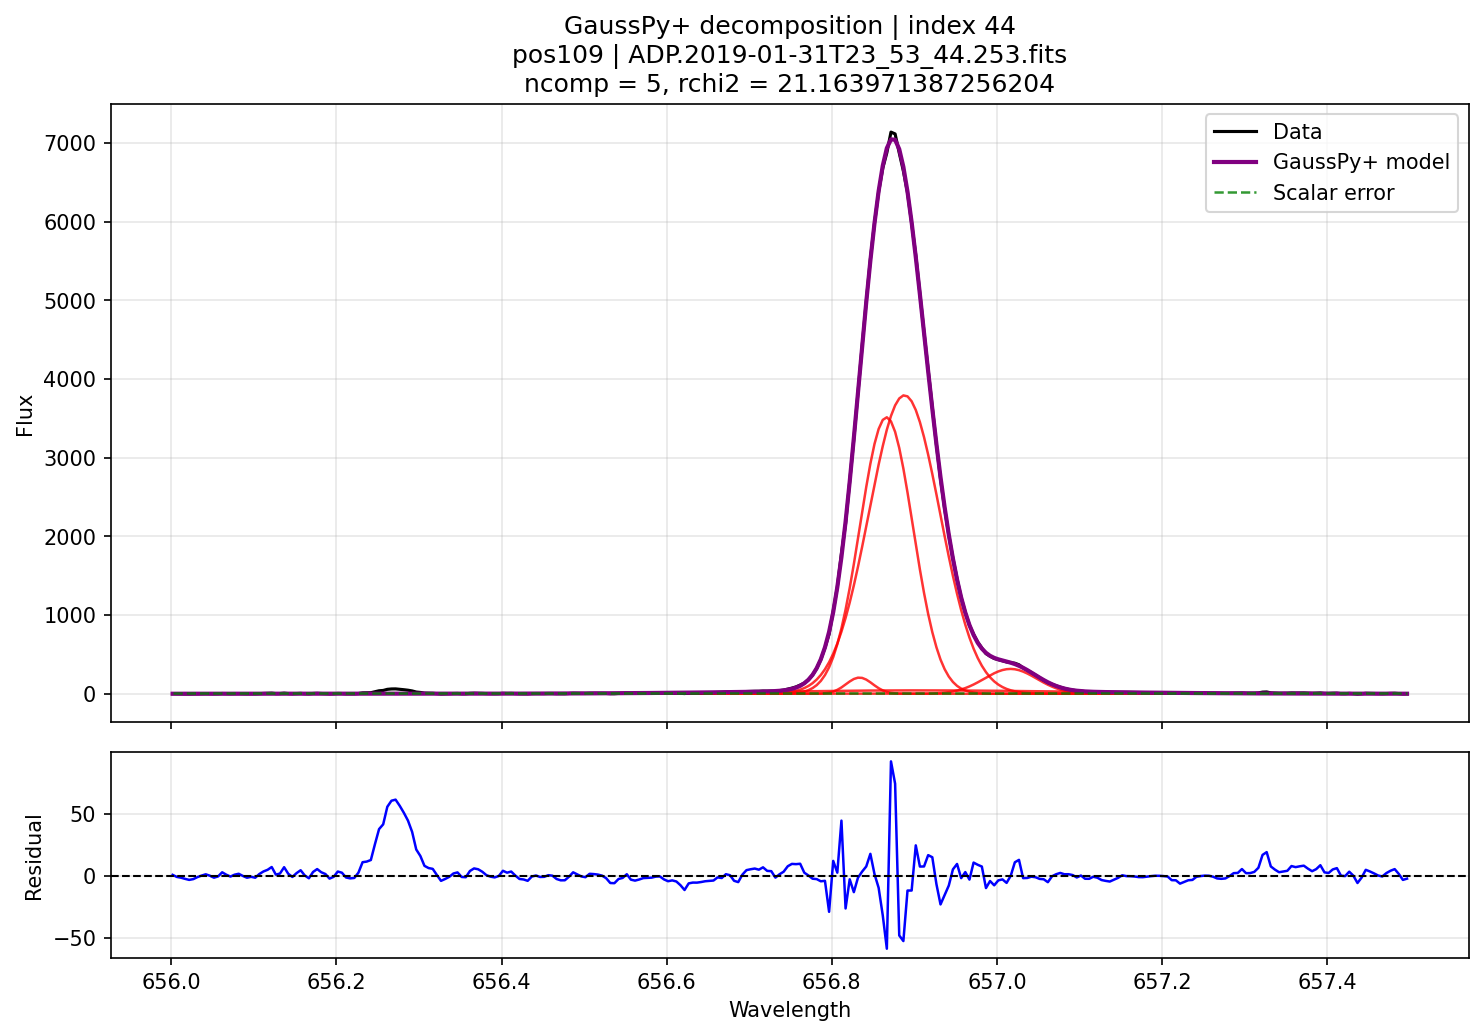 GaussPy+ decomposition | index 44
pos109 | ADP.2019-01-31T23_53_44.253.fits
ncomp = 5, rchi2 = 21.163971387256204
Data
GaussPy+ model
Scalar error
7000
6000
5000
4000
3000
2000
1000
0
Flux
50
0
−50
Residual
656.0
656.2
656.4
656.6
656.8
657.0
657.2
657.4
Wavelength